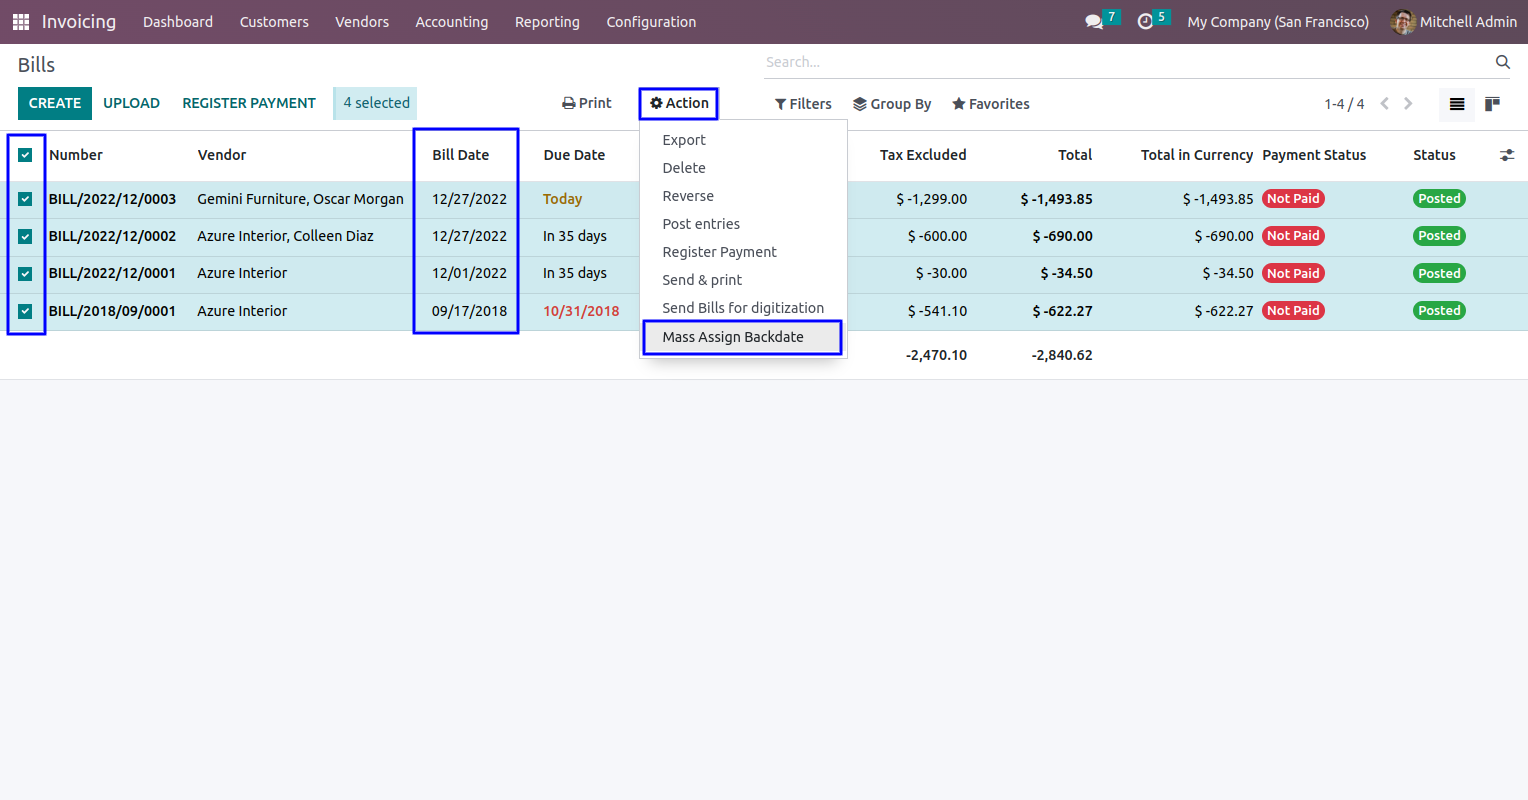 Invoicing Dashboard Customers Vendors Accounting Reporting Configuration 7 5 My Company (San Francisco) Mitchell Admin
Bills Search...
CREATE UPLOAD REGISTER PAYMENT 4 selected Print Action Filters Group By Favorites 1-4 / 4
Number Vendor Bill Date Due Date Tax Excluded Total Total in Currency Payment Status Status
BILL/2022/12/0003 Gemini Furniture, Oscar Morgan 12/27/2022 Today $ -1,299.00 $ -1,493.85 $ -1,493.85 Not Paid Posted
BILL/2022/12/0002 Azure Interior, Colleen Diaz 12/27/2022 In 35 days $ -600.00 $ -690.00 $ -690.00 Not Paid Posted
BILL/2022/12/0001 Azure Interior 12/01/2022 In 35 days $ -30.00 $ -34.50 $ -34.50 Not Paid Posted
BILL/2018/09/0001 Azure Interior 09/17/2018 10/31/2018 $ -541.10 $ -622.27 $ -622.27 Not Paid Posted
-2,470.10 -2,840.62
Export
Delete
Reverse
Post entries
Register Payment
Send & print
Send Bills for digitization
Mass Assign Backdate